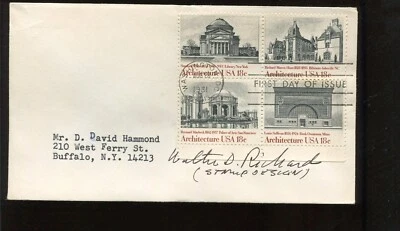 Architecture USA 18c
Architecture USA 18c
FIRST DAY OF ISSUE
1981
Architecture USA 18c
Architecture USA 18c
Mr. D. David Hammond
210 West Ferry St.
Buffalo, N.Y. 14213
Walter D. Richards
(STAMP DESIGN)